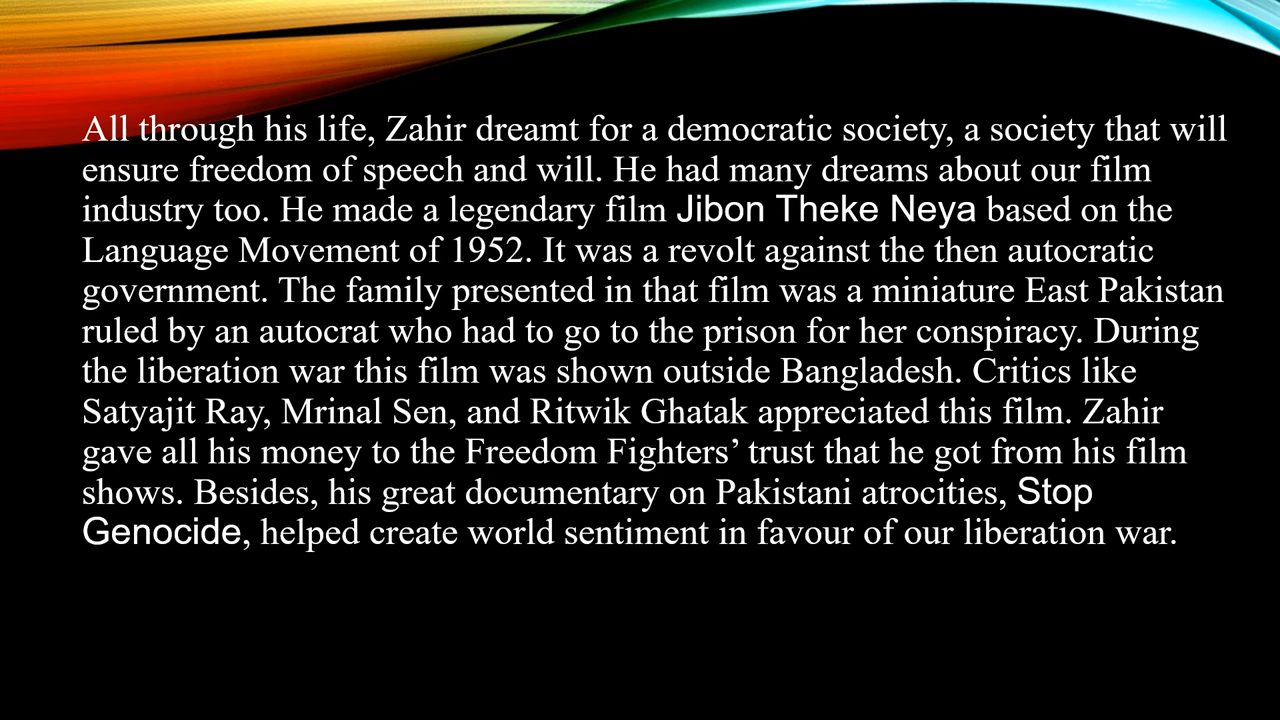 All through his life, Zahir dreamt for a democratic society, a society that will
ensure freedom of speech and will. He had many dreams about our film
industry too. He made a legendary film Jibon Theke Neya based on the
Language Movement of 1952. It was a revolt against the then autocratic
government. The family presented in that film was a miniature East Pakistan
ruled by an autocrat who had to go to the prison for her conspiracy. During
the liberation war this film was shown outside Bangladesh. Critics like
Satyajit Ray, Mrinal Sen, and Ritwik Ghatak appreciated this film. Zahir
gave all his money to the Freedom Fighters’ trust that he got from his film
shows. Besides, his great documentary on Pakistani atrocities, Stop
Genocide, helped create world sentiment in favour of our liberation war.